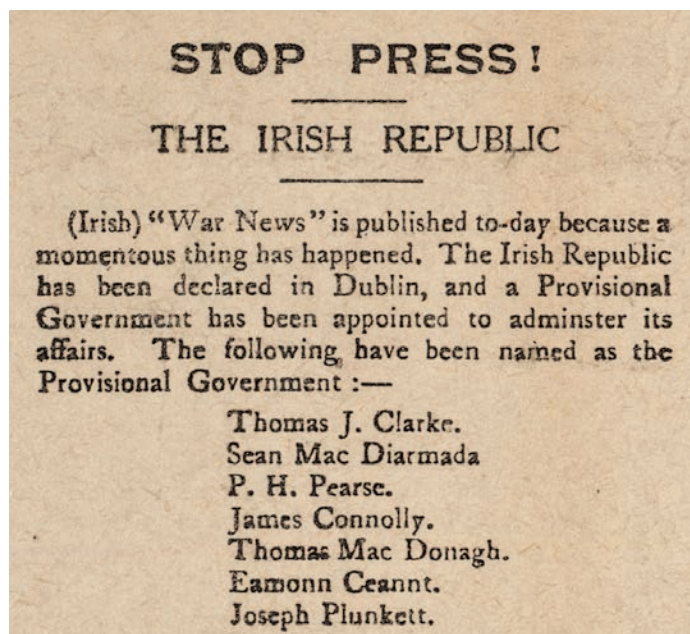 STOP PRESS!
THE IRISH REPUBLIC
(Irish) “War News” is published to-day because a
momentous thing has happened. The Irish Republic
has been declared in Dublin, and a Provisional
Government has been appointed to adminster its
affairs. The following have been named as the
Provisional Government :—
Thomas J. Clarke.
Sean Mac Diarmada
P. H. Pearse.
James Connolly.
Thomas Mac Donagh.
Eamonn Ceannt.
Joseph Plunkett.